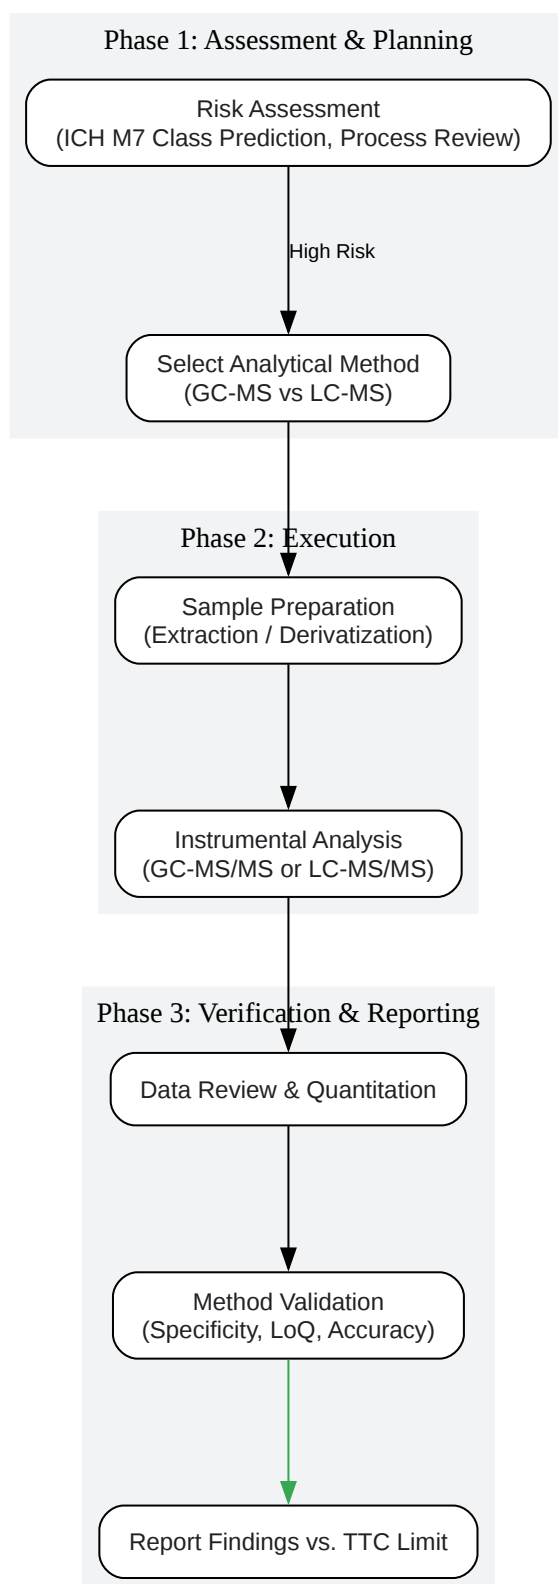 Phase 1: Assessment & Planning
Risk Assessment
(ICH M7 Class Prediction, Process Review)
High Risk
Select Analytical Method
(GC-MS vs LC-MS)
Phase 2: Execution
Sample Preparation
(Extraction / Derivatization)
Instrumental Analysis
(GC-MS/MS or LC-MS/MS)
Phase 3: Verification & Reporting
Data Review & Quantitation
Method Validation
(Specificity, LoQ, Accuracy)
Report Findings vs. TTC Limit